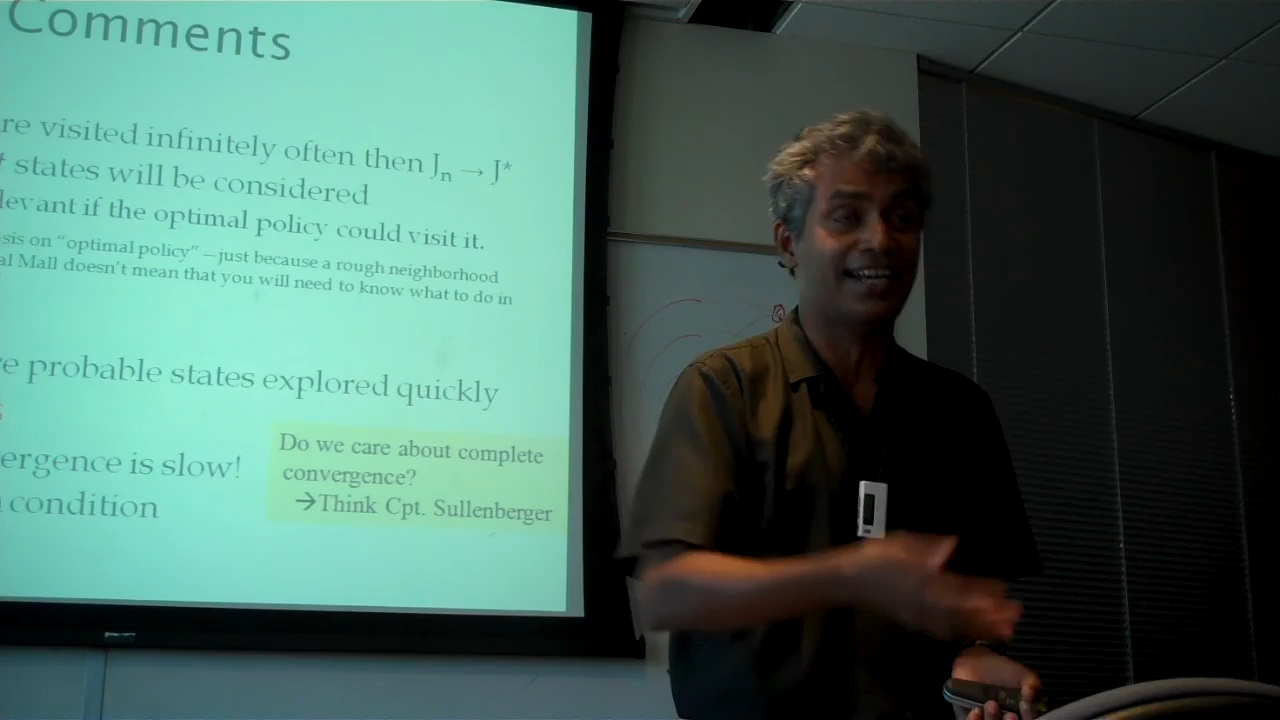 Comments
re visited infinitely often then Jn → J*
t states will be considered
levant if the optimal policy could visit it.
sis on "optimal policy" – just because a rough neighborhood
al Mall doesn't mean that you will need to know what to do in
e probable states explored quickly
s
ergence is slow!
n condition
Do we care about complete
convergence?
→Think Cpt. Sullenberger